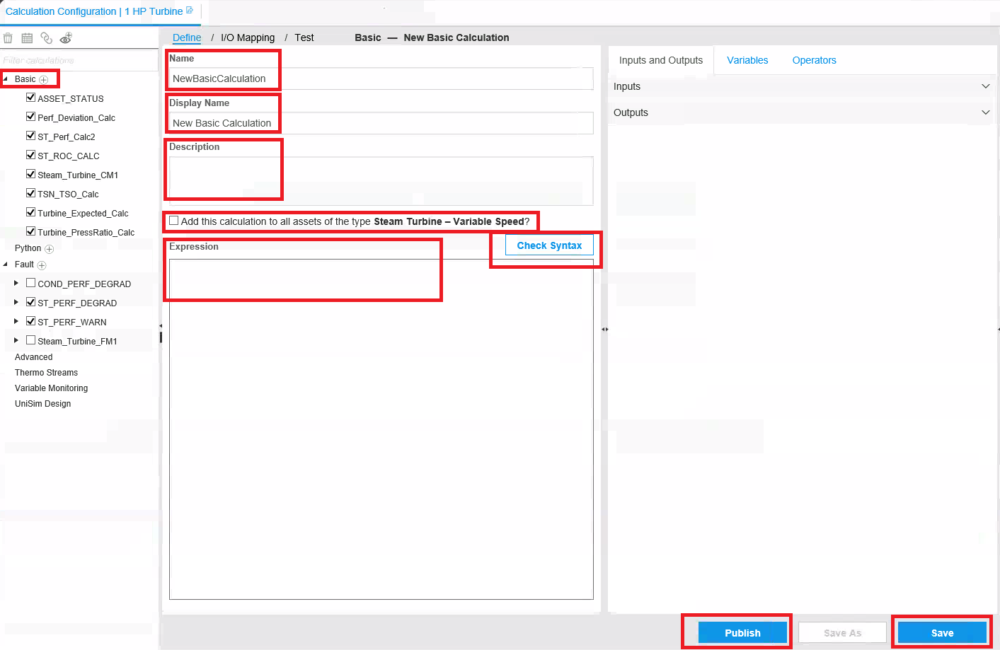 Calculation Configuration | 1 HP Turbine
Define / I/O Mapping / Test Basic — New Basic Calculation
Filter calculations
Basic
ASSET_STATUS
Perf_Deviation_Calc
ST_Perf_Calc2
ST_ROC_CALC
Steam_Turbine_CM1
TSN_TSO_Calc
Turbine_Expected_Calc
Turbine_PressRatio_Calc
Python
Fault
COND_PERF_DEGRAD
ST_PERF_DEGRAD
ST_PERF_WARN
Steam_Turbine_FM1
Advanced
Thermo Streams
Variable Monitoring
UniSim Design
Name
NewBasicCalculation
Display Name
New Basic Calculation
Description
Add this calculation to all assets of the type Steam Turbine – Variable Speed?
Expression
Check Syntax
Inputs and Outputs Variables Operators
Inputs
Outputs
Publish Save As Save